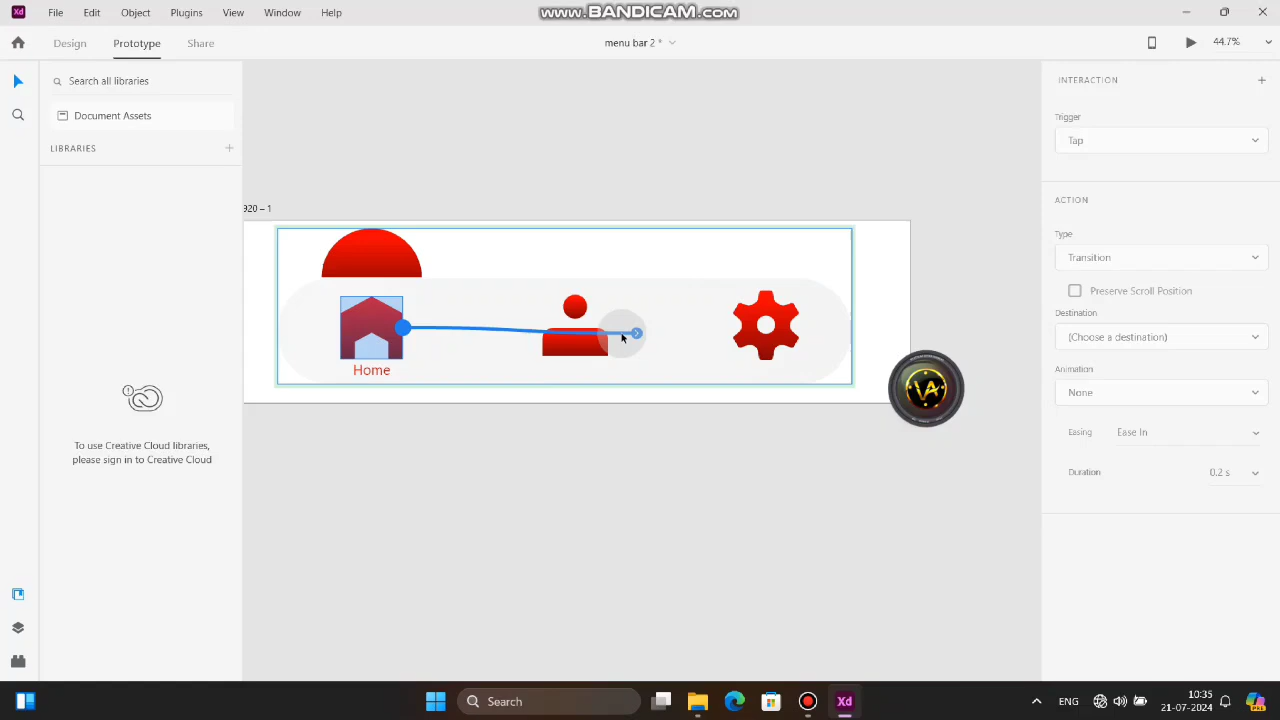 www.BANDICAM.com
File Edit Object Plugins View Window Help
Design Prototype Share
menu bar 2 *
44.7%
Search all libraries
Document Assets
LIBRARIES
To use Creative Cloud libraries,
please sign in to Creative Cloud
920 – 1
Home
VA
INTERACTION
Trigger
Tap
ACTION
Type
Transition
Preserve Scroll Position
Destination
(Choose a destination)
Animation
None
Easing Ease In
Duration 0.2 s
Search
Xd
ENG
10:35
21-07-2024